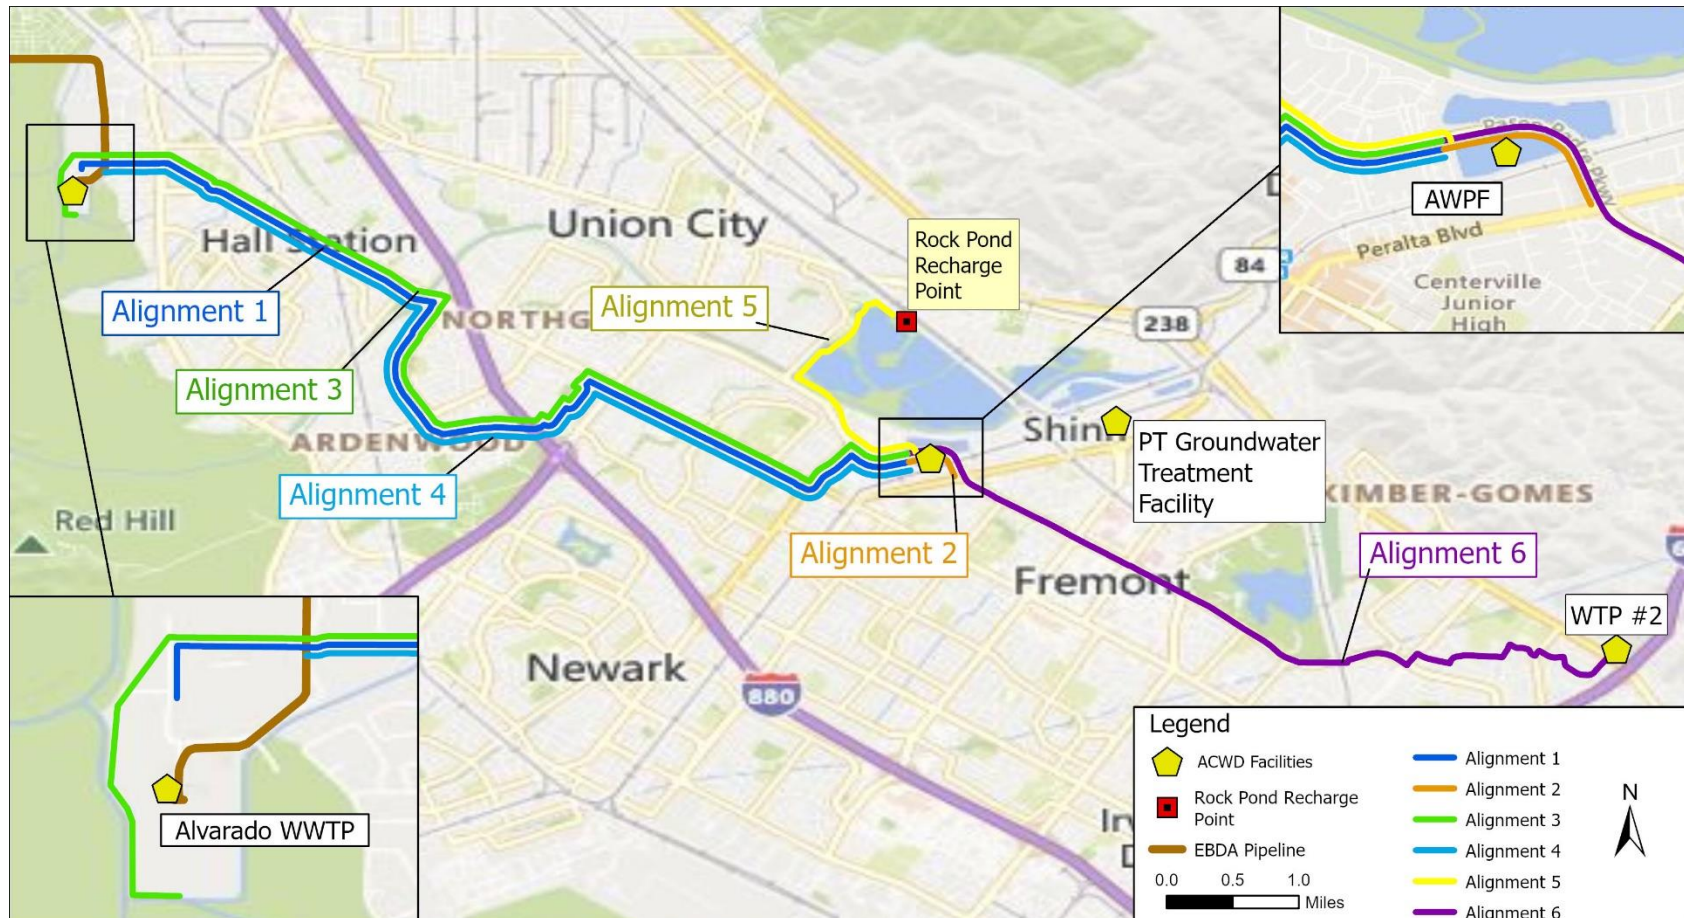 Union City
Hall Station
Rock Pond
Recharge
Point
84
AWPF
Peralta Blvd
Centerville
Junior
High
Alignment 1
Alignment 5
238
Alignment 3
Alignment 4
ARDENWOOD
PT Groundwater
Treatment
Facility
KIMBER-GOMES
Red Hill
Alignment 2
Alignment 6
Fremont
WTP #2
Newark
880
Alvarado WWTP
Legend
ACWD Facilities
Rock Pond Recharge
Point
EBDA Pipeline
0.0 0.5 1.0
Miles
Alignment 1
Alignment 2
Alignment 3
Alignment 4
Alignment 5
Alignment 6
N